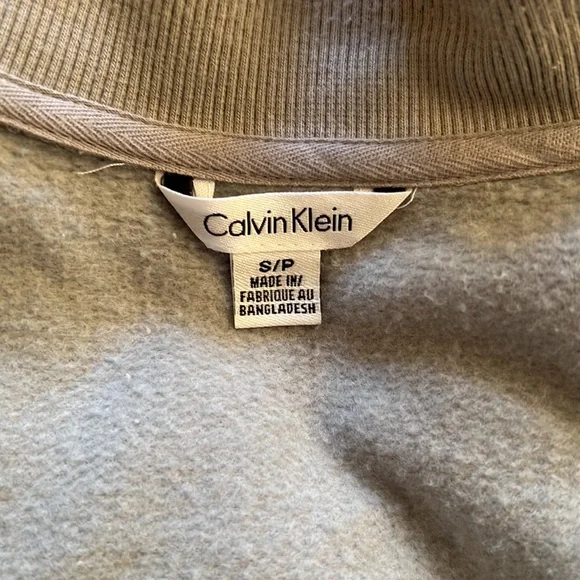 Calvin Klein
S/P
MADE IN/
FABRIQUE AU
BANGLADESH